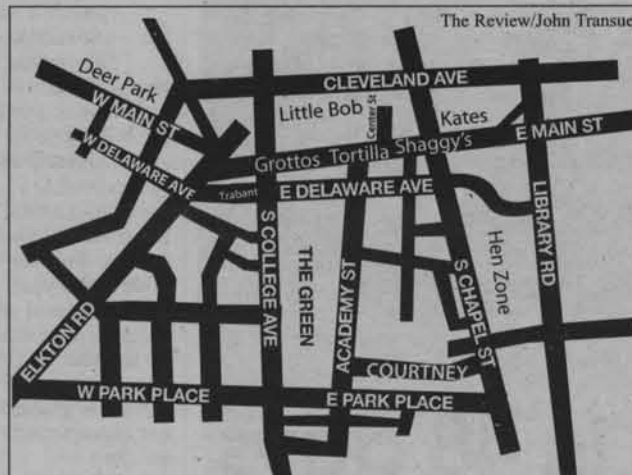 The Review/John Transue
CLEVELAND AVE
Deer Park
W MAIN ST
Little Bob
Center St
Kates
E MAIN ST
Grottos Tortilla Shaggy's
W DELAWARE AVE
Trabant
E DELAWARE AVE
S COLLEGE AVE
THE GREEN
ACADEMY ST
S CHAPEL ST
Hen Zone
LIBRARY RD
ELKTON RD
COURTNEY
W PARK PLACE
E PARK PLACE